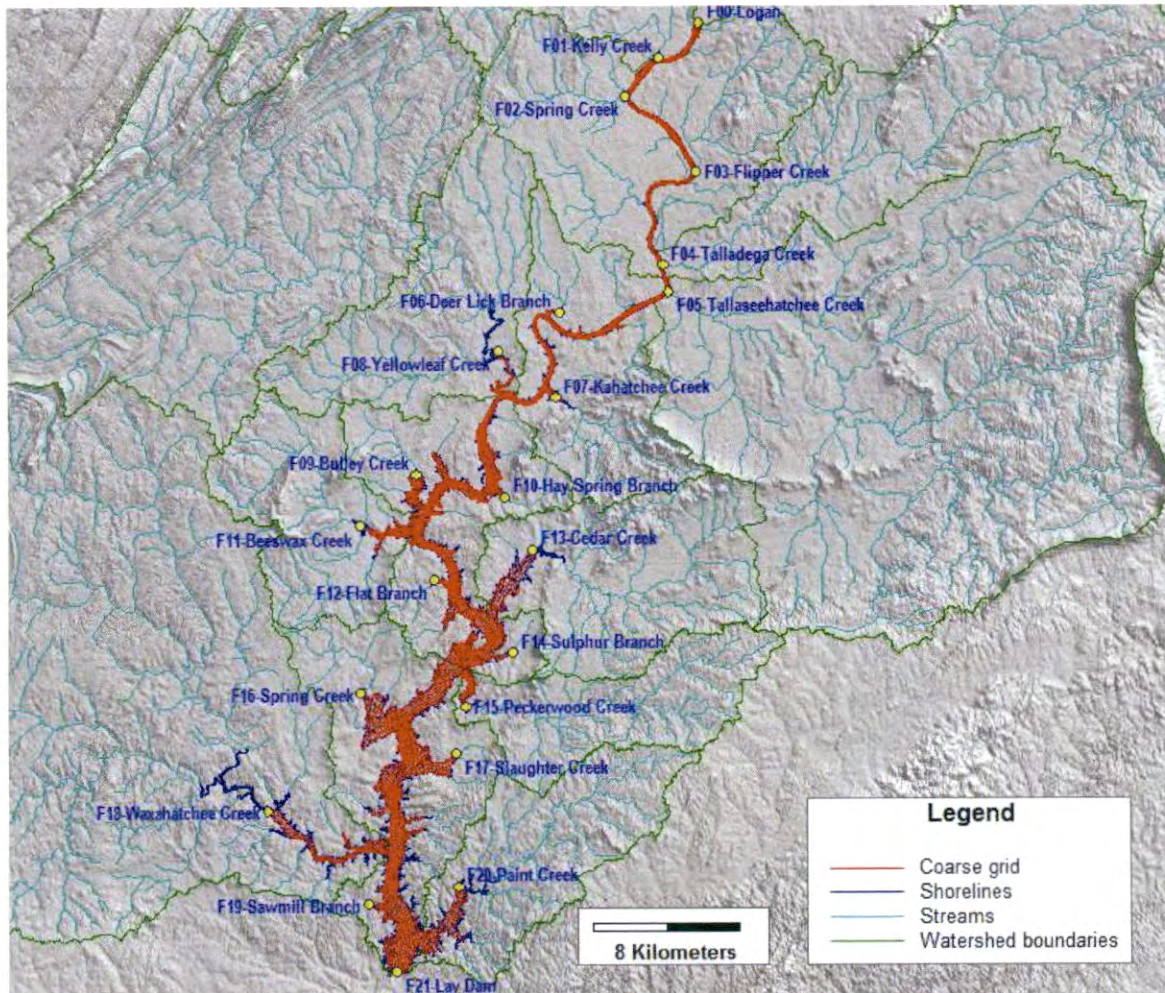 F00-Logan
F01-Kelly Creek
F02-Spring Creek
F03-Flipper Creek
F04-Talladega Creek
F05-Tallaseehatchee Creek
F06-Deer Lick Branch
F08-Yellowleaf Creek
F07-Kahatchee Creek
F09-Bulley Creek
F10-Hay Spring Branch
F11-Beeswax Creek
F13-Cedar Creek
F12-Flat Branch
F14-Sulphur Branch
F16-Spring Creek
F15-Peckerwood Creek
F17-Slaughter Creek
F18-Waxahatchee Creek
F20-Paint Creek
F19-Sawmill Branch
F21-Lay Dam
8 Kilometers
Legend
Coarse grid
Shorelines
Streams
Watershed boundaries